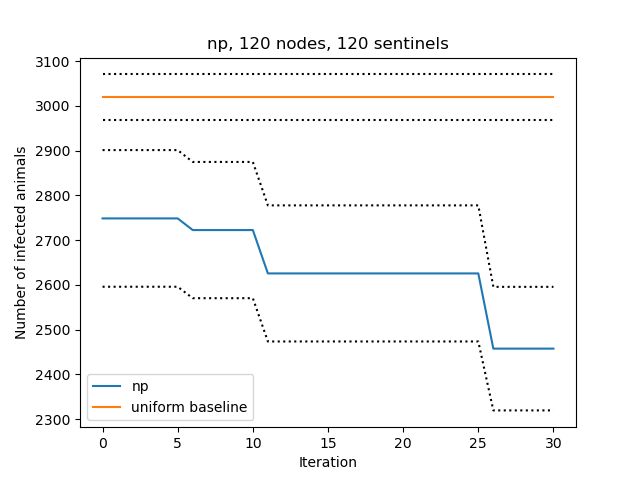 np, 120 nodes, 120 sentinels
3100
3000
2900
2800
2700
2600
2500
2400
2300
Number of infected animals
np
uniform baseline
0 5 10 15 20 25 30
Iteration